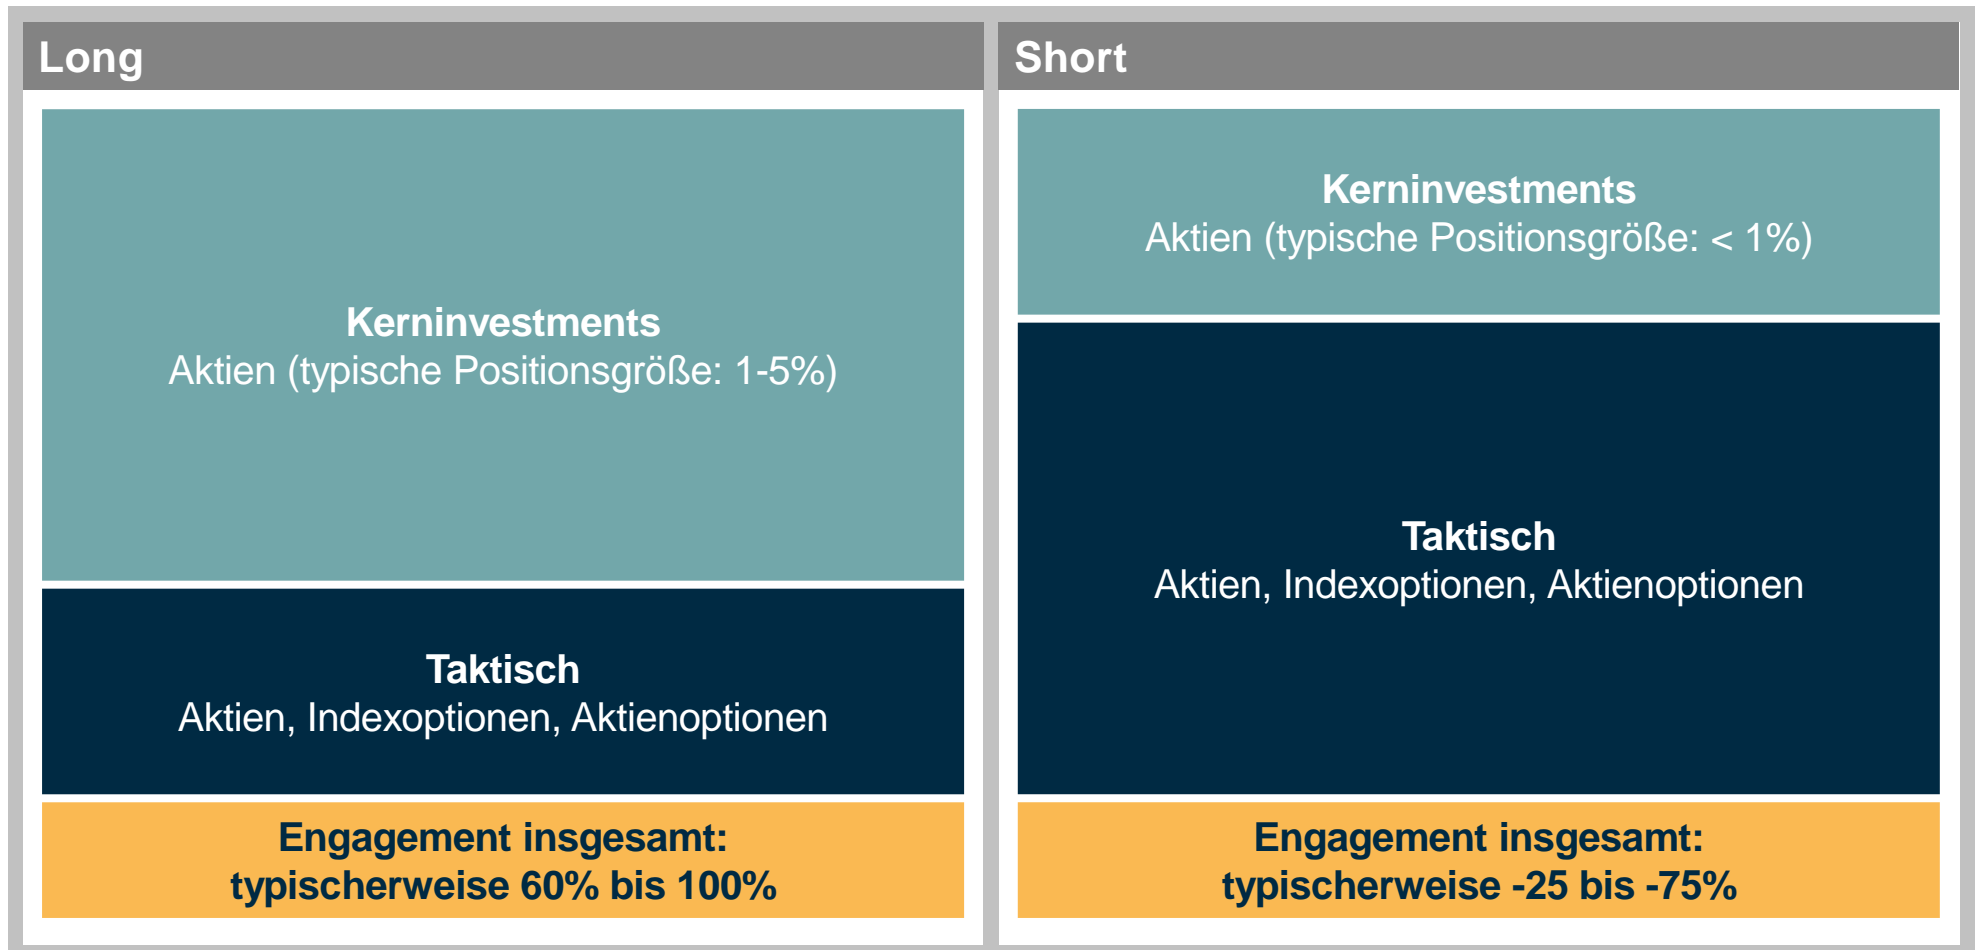 Long
Kerninvestments
Aktien (typische Positionsgröße: 1-5%)
Taktisch
Aktien, Indexoptionen, Aktienoptionen
Engagement insgesamt:
typischerweise 60% bis 100%
Short
Kerninvestments
Aktien (typische Positionsgröße: < 1%)
Taktisch
Aktien, Indexoptionen, Aktienoptionen
Engagement insgesamt:
typischerweise -25 bis -75%